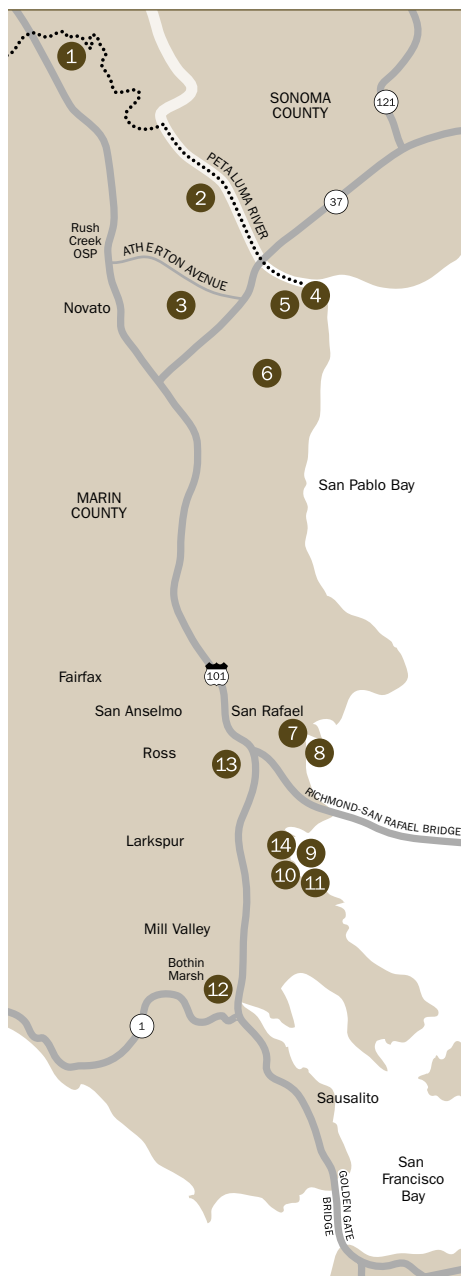 1
SONOMA
COUNTY
121
PETALUMA RIVER
2
37
Rush
Creek
OSP
ATHERTON AVENUE
4
5
3
Novato
6
San Pablo Bay
MARIN
COUNTY
101
Fairfax
San Anselmo
San Rafael
7
8
Ross
13
RICHMOND-SAN RAFAEL BRIDGE
Larkspur
14
9
10
11
Mill Valley
Bothin
Marsh
12
1
Sausalito
San
Francisco
Bay
GOLDEN GATE
BRIDGE